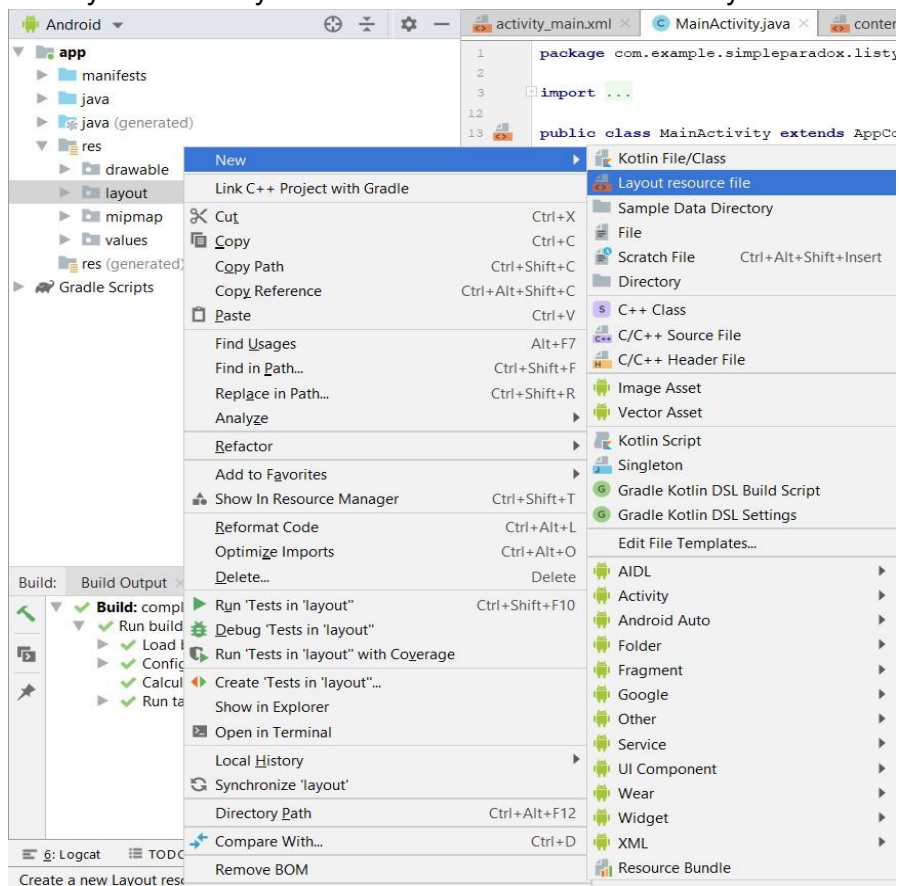 Android
activity_main.xml
MainActivity.java
app
manifests
java
java (generated)
res
drawable
layout
mipmap
values
res (generated)
Gradle Scripts
1 package com.example.simpleparadox.listy
2
3 import ...
12
13 public class MainActivity extends
New
Link C++ Project with Gradle
Cut Ctrl+X
Copy Ctrl+C
Copy Path Ctrl+Shift+C
Copy Reference Ctrl+Alt+Shift+C
Paste Ctrl+V
Find Usages Alt+F7
Find in Path... Ctrl+Shift+F
Replace in Path... Ctrl+Shift+R
Analyze
Refactor
Add to Favorites
Show In Resource Manager Ctrl+Shift+T
Reformat Code Ctrl+Alt+L
Optimize Imports Ctrl+Alt+O
Delete... Delete
Run 'Tests in 'layout'' Ctrl+Shift+F10
Debug 'Tests in 'layout''
Run 'Tests in 'layout'' with Coverage
Create 'Tests in 'layout''...
Show in Explorer
Open in Terminal
Local History
Synchronize 'layout'
Directory Path Ctrl+Alt+F12
Compare With... Ctrl+D
Remove BOM
Kotlin File/Class
Layout resource file
Sample Data Directory
File
Scratch File Ctrl+Alt+Shift+Insert
Directory
C++ Class
C/C++ Source File
C/C++ Header File
Image Asset
Vector Asset
Kotlin Script
Singleton
Gradle Kotlin DSL Build Script
Gradle Kotlin DSL Settings
Edit File Templates...
AIDL
Activity
Android Auto
Folder
Fragment
Google
Other
Service
UI Component
Wear
Widget
XML
Resource Bundle
Build: Build Output
Build: compl
Run build
Load
Config
Calcul
Run ta
6: Logcat TODO
Create a new Layout reso